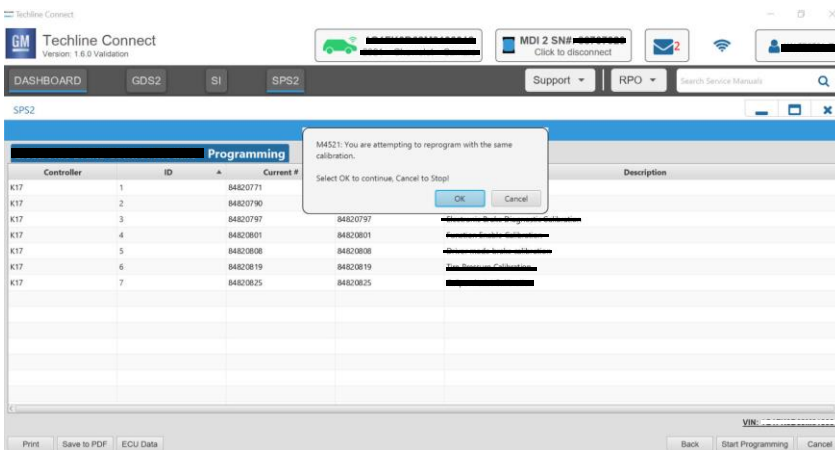 Techline Connect
GM
Techline Connect
Version: 1.6.0 Validation
MDI 2 SN#:
Click to disconnect
2
DASHBOARD GDS2 SI SPS2 Support RPO Search Service Manuals
SPS2
Programming
M4521: You are attempting to reprogram with the same
calibration.
Select OK to continue, Cancel to Stop!
OK Cancel
Controller ID Current # Description
K17 1 84820771
K17 2 84820790
K17 3 84820797 84820797
K17 4 84820801 84820801
K17 5 84820808 84820808
K17 6 84820819 84820819
K17 7 84820825 84820825
VIN:
Print Save to PDF ECU Data Back Start Programming Cancel